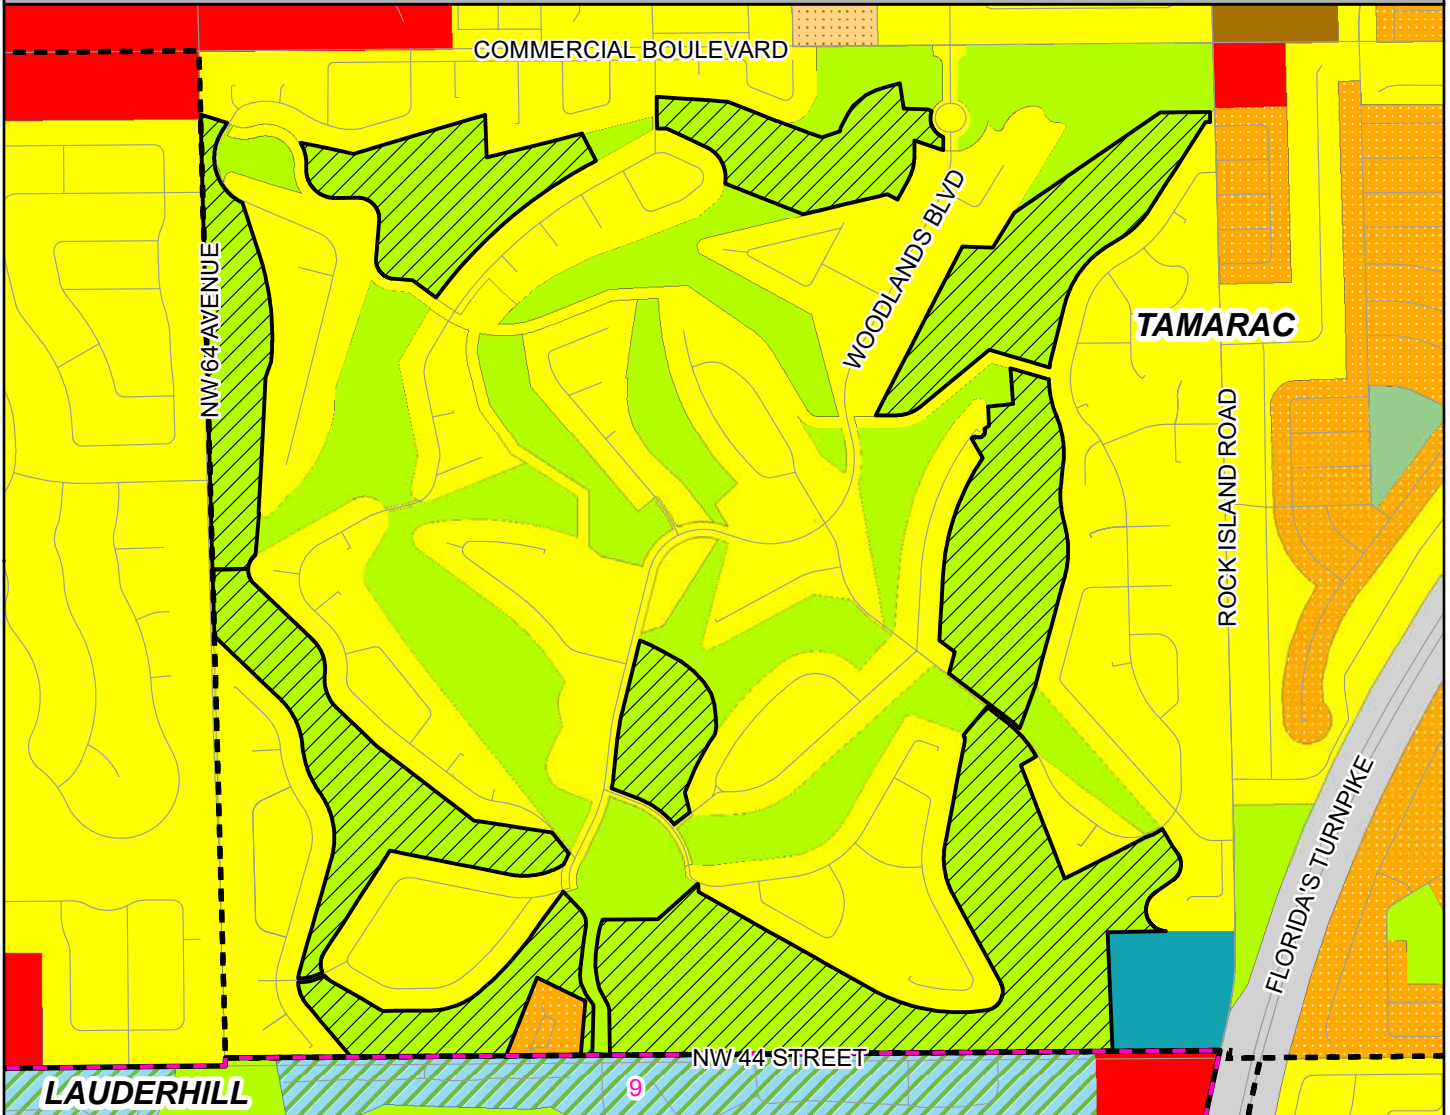 COMMERCIAL BOULEVARD
WOODLANDS BLVD
NW 64 AVENUE
TAMARAC
ROCK ISLAND ROAD
FLORIDA'S TURNPIKE
NW 44 STREET
LAUDERHILL
9